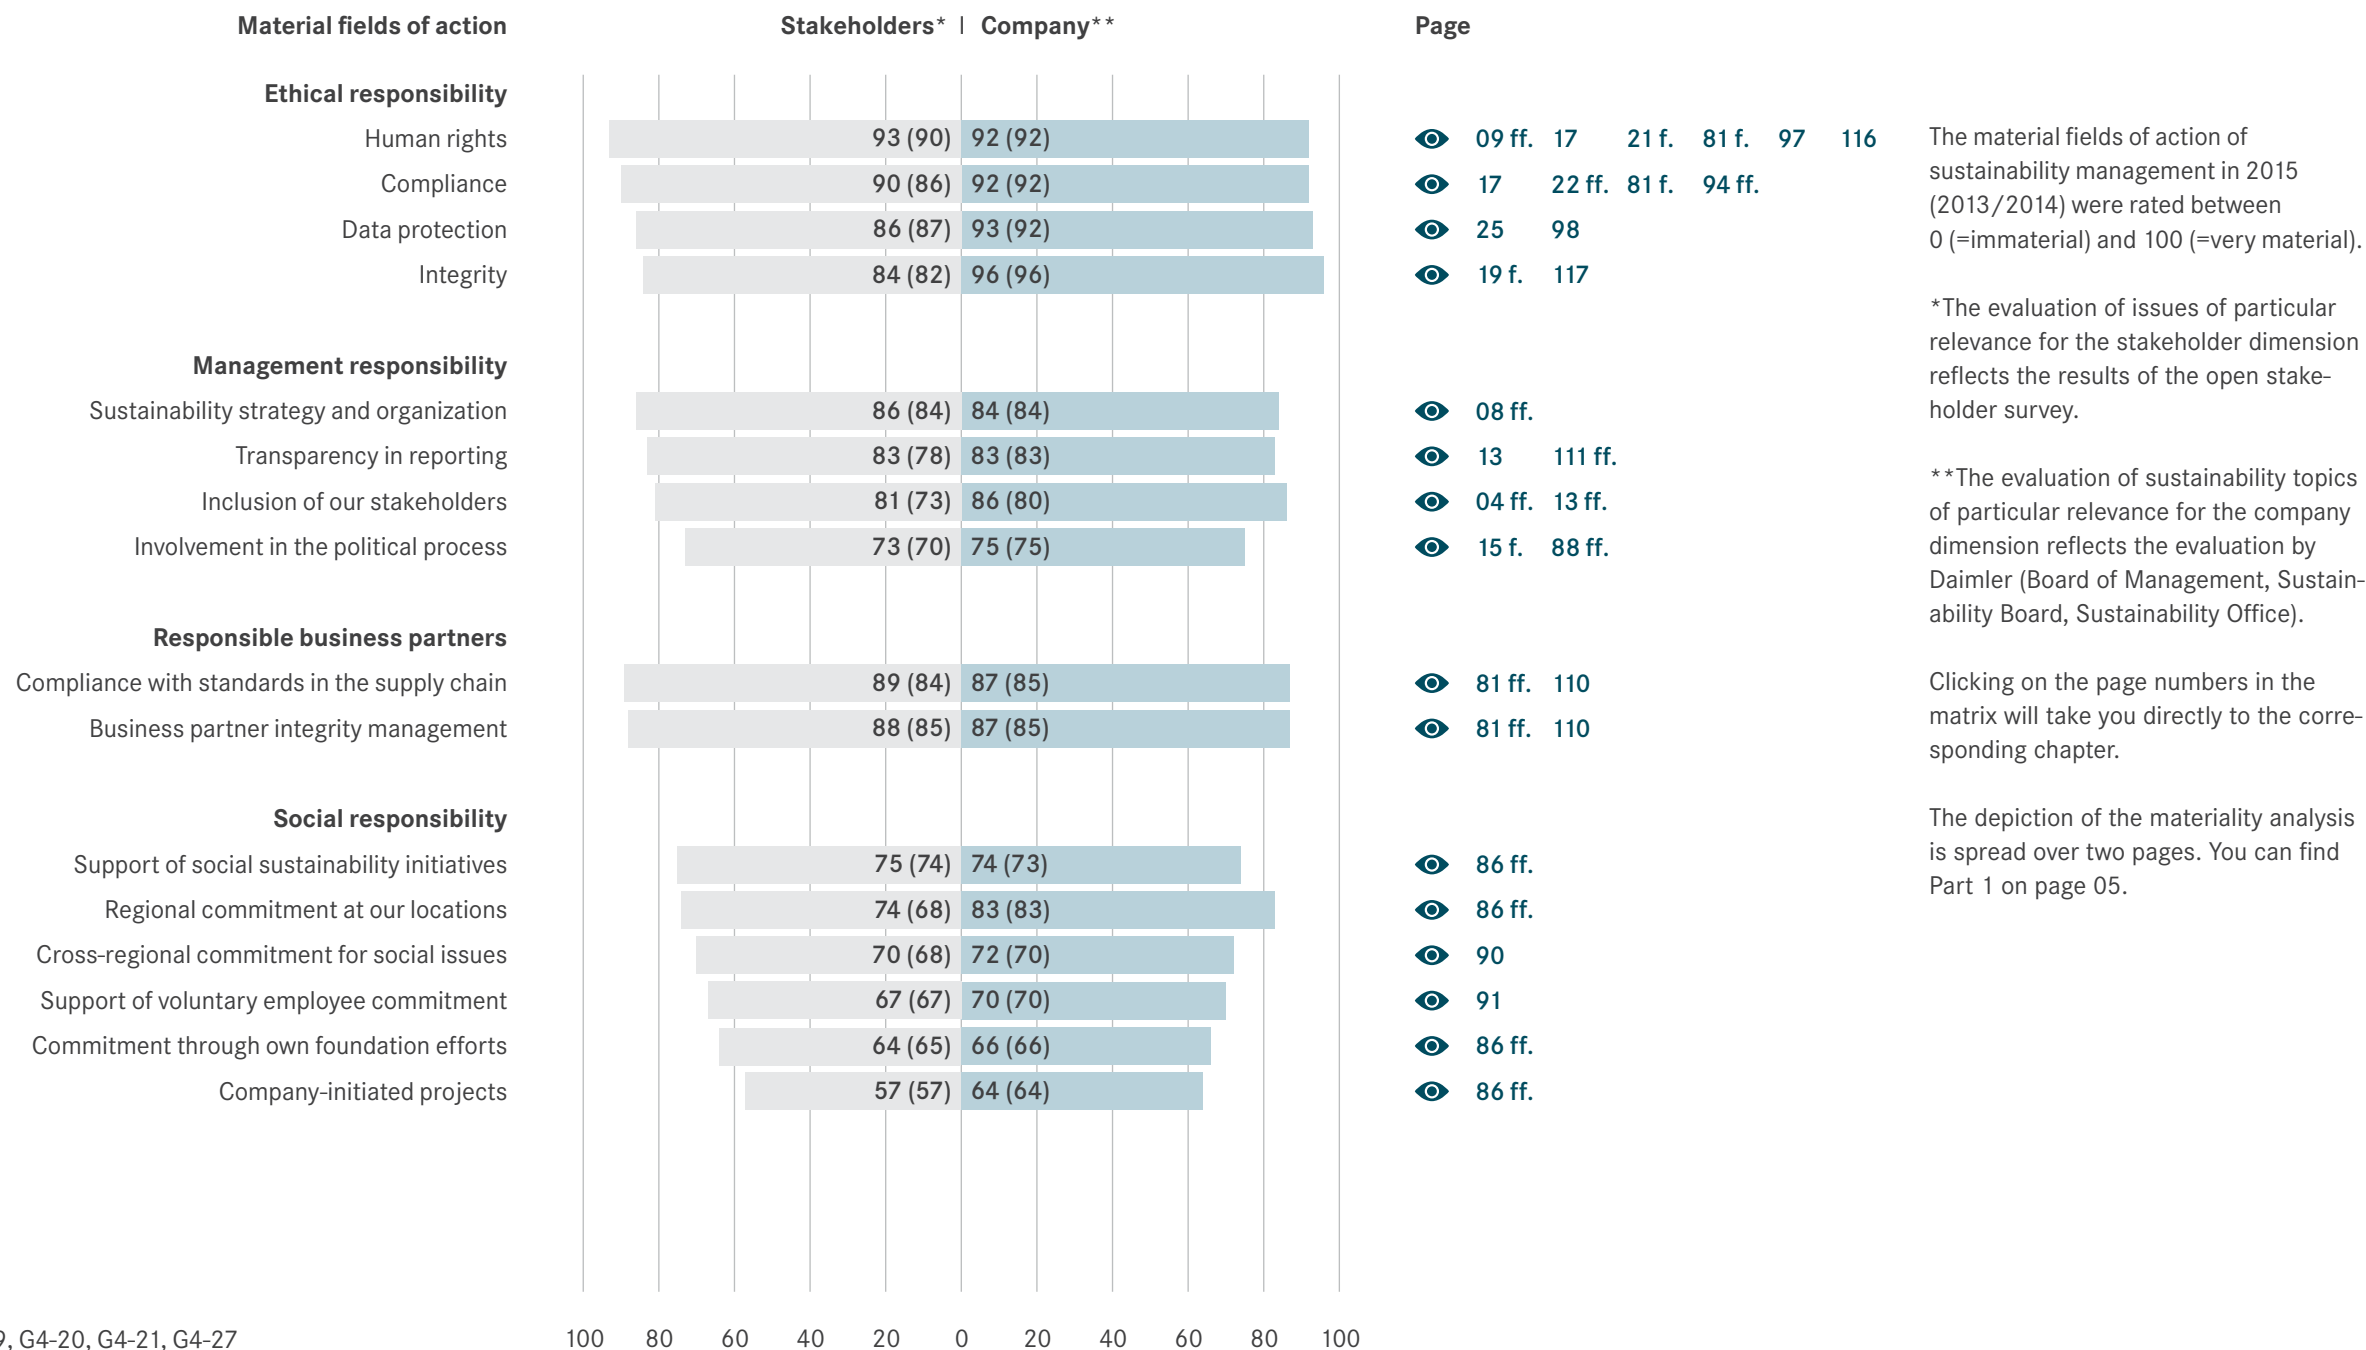 Material fields of action Stakeholders* | Company** Page
Ethical responsibility
Human rights 93 (90) 92 (92) 09 ff. 17 21 f. 81 f. 97 116
Compliance 90 (86) 92 (92) 17 22 ff. 81 f. 94 ff.
Data protection 86 (87) 93 (92) 25 98
Integrity 84 (82) 96 (96) 19 f. 117
Management responsibility
Sustainability strategy and organization 86 (84) 84 (84) 08 ff.
Transparency in reporting 83 (78) 83 (83) 13 111 ff.
Inclusion of our stakeholders 81 (73) 86 (80) 04 ff. 13 ff.
Involvement in the political process 73 (70) 75 (75) 15 f. 88 ff.
Responsible business partners
Compliance with standards in the supply chain 89 (84) 87 (85) 81 ff. 110
Business partner integrity management 88 (85) 87 (85) 81 ff. 110
Social responsibility
Support of social sustainability initiatives 75 (74) 74 (73) 86 ff.
Regional commitment at our locations 74 (68) 83 (83) 86 ff.
Cross-regional commitment for social issues 70 (68) 72 (70) 90
Support of voluntary employee commitment 67 (67) 70 (70) 91
Commitment through own foundation efforts 64 (65) 66 (66) 86 ff.
Company-initiated projects 57 (57) 64 (64) 86 ff.
100 80 60 40 20 0 20 40 60 80 100
The material fields of action of
sustainability management in 2015
(2013/2014) were rated between
0 (=immaterial) and 100 (=very material).
*The evaluation of issues of particular
relevance for the stakeholder dimension
reflects the results of the open stake-
holder survey.
**The evaluation of sustainability topics
of particular relevance for the company
dimension reflects the evaluation by
Daimler (Board of Management, Sustain-
ability Board, Sustainability Office).
Clicking on the page numbers in the
matrix will take you directly to the corre-
sponding chapter.
The depiction of the materiality analysis
is spread over two pages. You can find
Part 1 on page 05.
9, G4-20, G4-21, G4-27